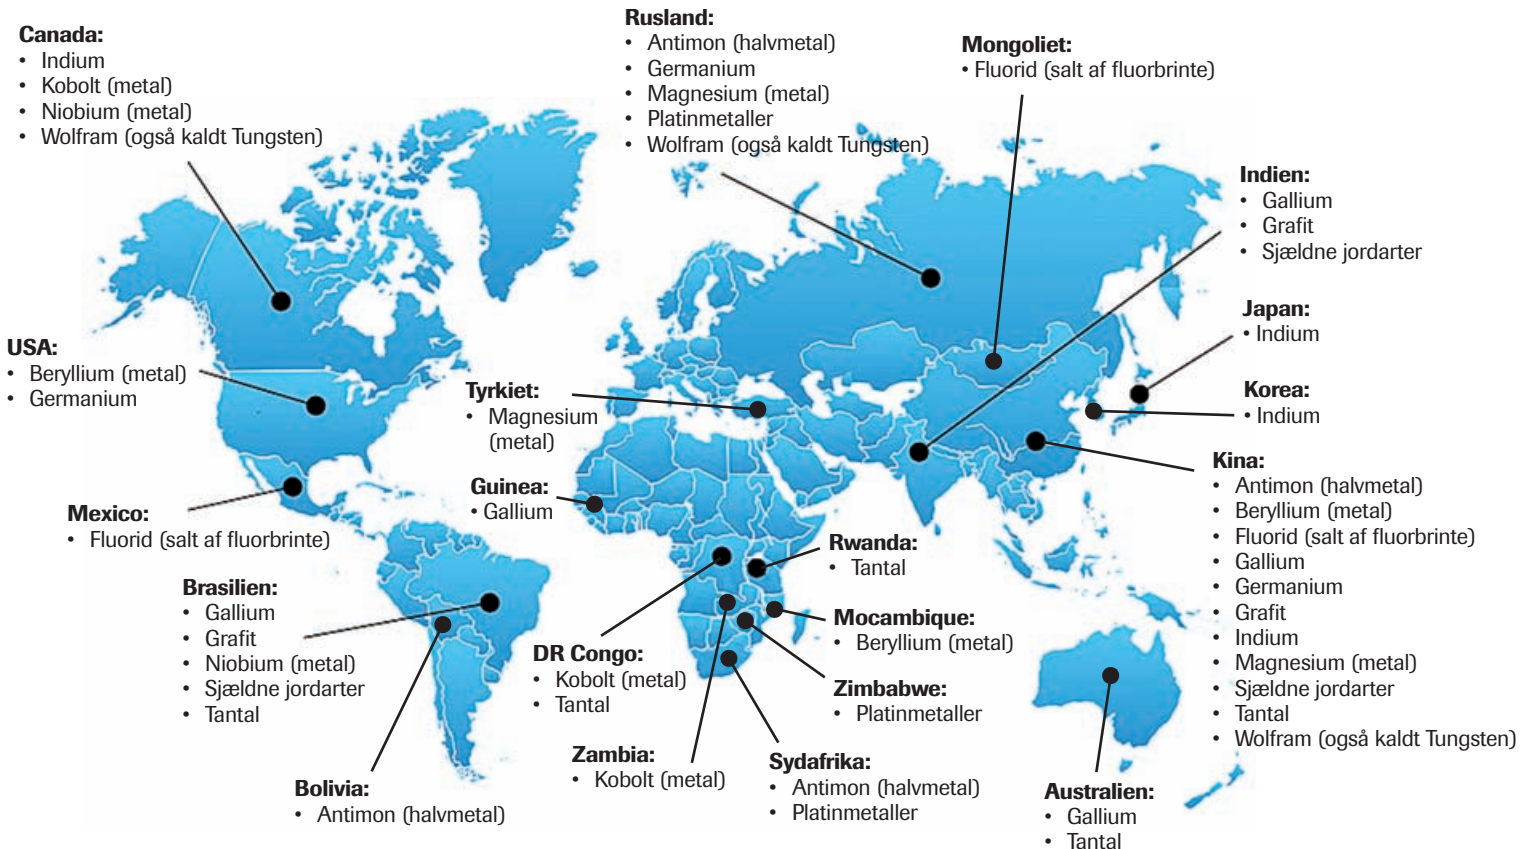 Canada:
• Indium
• Kobolt (metal)
• Niobium (metal)
• Wolfram (også kaldt Tungsten)
Rusland:
• Antimon (halvmetal)
• Germanium
• Magnesium (metal)
• Platinmetaller
• Wolfram (også kaldt Tungsten)
Mongoliet:
• Fluorid (salt af fluorbrinte)
Indien:
• Gallium
• Grafit
• Sjældne jordarter
Japan:
• Indium
Korea:
• Indium
USA:
• Beryllium (metal)
• Germanium
Tyrkiet:
• Magnesium
(metal)
Guinea:
• Gallium
Mexico:
• Fluorid (salt af fluorbrinte)
Kina:
• Antimon (halvmetal)
• Beryllium (metal)
• Fluorid (salt af fluorbrinte)
• Gallium
• Germanium
• Grafit
• Indium
• Magnesium (metal)
• Sjældne jordarter
• Tantal
• Wolfram (også kaldt Tungsten)
Rwanda:
• Tantal
Brasilien:
• Gallium
• Grafit
• Niobium (metal)
• Sjældne jordarter
• Tantal
Mocambique:
• Beryllium (metal)
DR Congo:
• Kobolt (metal)
• Tantal
Zimbabwe:
• Platinmetaller
Zambia:
• Kobolt (metal)
Sydafrika:
• Antimon (halvmetal)
• Platinmetaller
Bolivia:
• Antimon (halvmetal)
Australien:
• Gallium
• Tantal